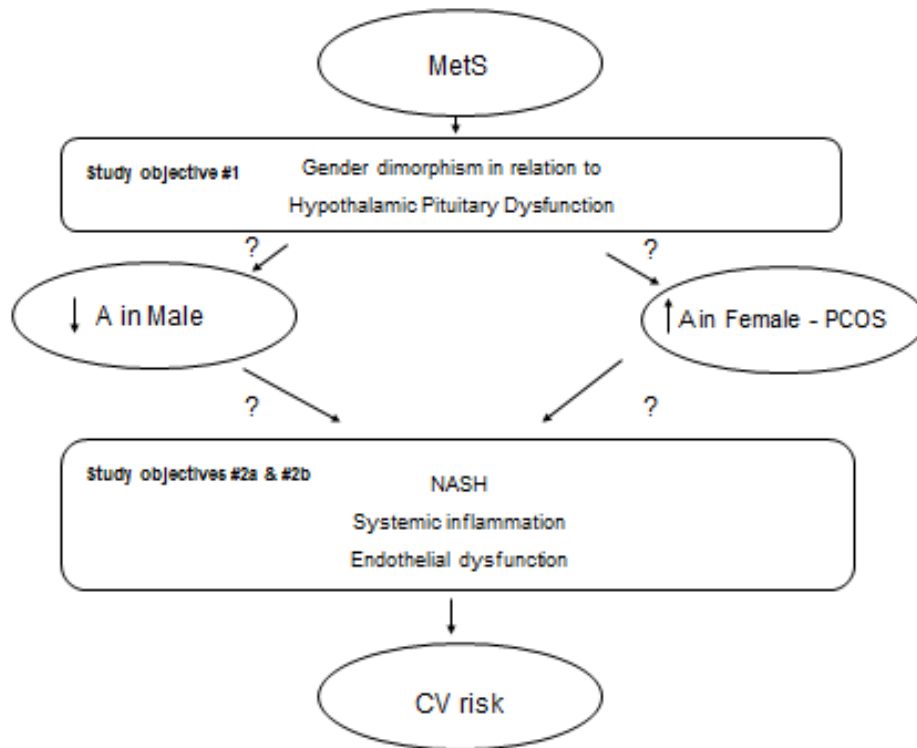 MetS
Study objective #1
Gender dimorphism in relation to
Hypothalamic Pituitary Dysfunction
?
?
↓ A in Male
↑ A in Female - PCOS
?
?
Study objectives #2a & #2b
NASH
Systemic inflammation
Endothelial dysfunction
CV risk